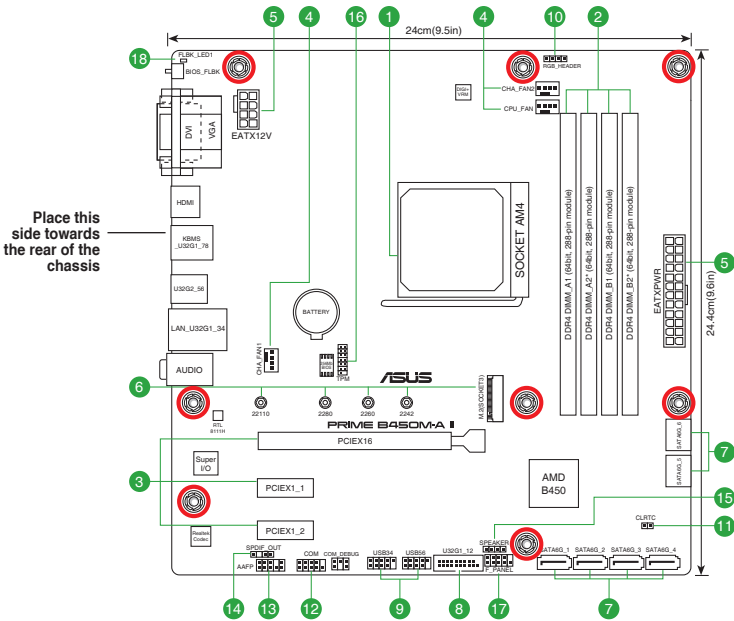 5
4
16
1
4
10
2
24cm(9.5in)
18
FLBK_LED1
BIOS_FLBK
RGB_HEADER
DIGI+
VRM
CHA_FAN2
CPU_FAN
DVI
VGA
EATX12V
HDMI
SOCKET AM4
DDR4 DIMM_A1 (64bit, 288-pin module)
DDR4 DIMM_A2* (64bit, 288-pin module)
DDR4 DIMM_B1 (64bit, 288-pin module)
DDR4 DIMM_B2* (64bit, 288-pin module)
Place this
side towards
the rear of the
chassis
KBMS
_U32G1_78
5
EATXPWR
24.4cm(9.6in)
U32G2_56
BATTERY
LAN_U32G1_34
CHA_FAN1
AUDIO
BIOS
TPM
ASUS
M.2(SOCKET3)
6
22110
2280
2260
2242
RTL
8111H
PRIME B450M-A II
PCIEX16
SATA6G_6
7
Super
I/O
SATA6G_5
3
PCIEX1_1
AMD
B450
15
CLRTC
11
Realtek
Codec
PCIEX1_2
SPDIF_OUT
AAFP
COM
COM_DEBUG
USB34
USB56
U32G1_12
SPEAKER
F_PANEL
SATA6G_1
SATA6G_2
SATA6G_3
SATA6G_4
14
13
12
9
8
17
7